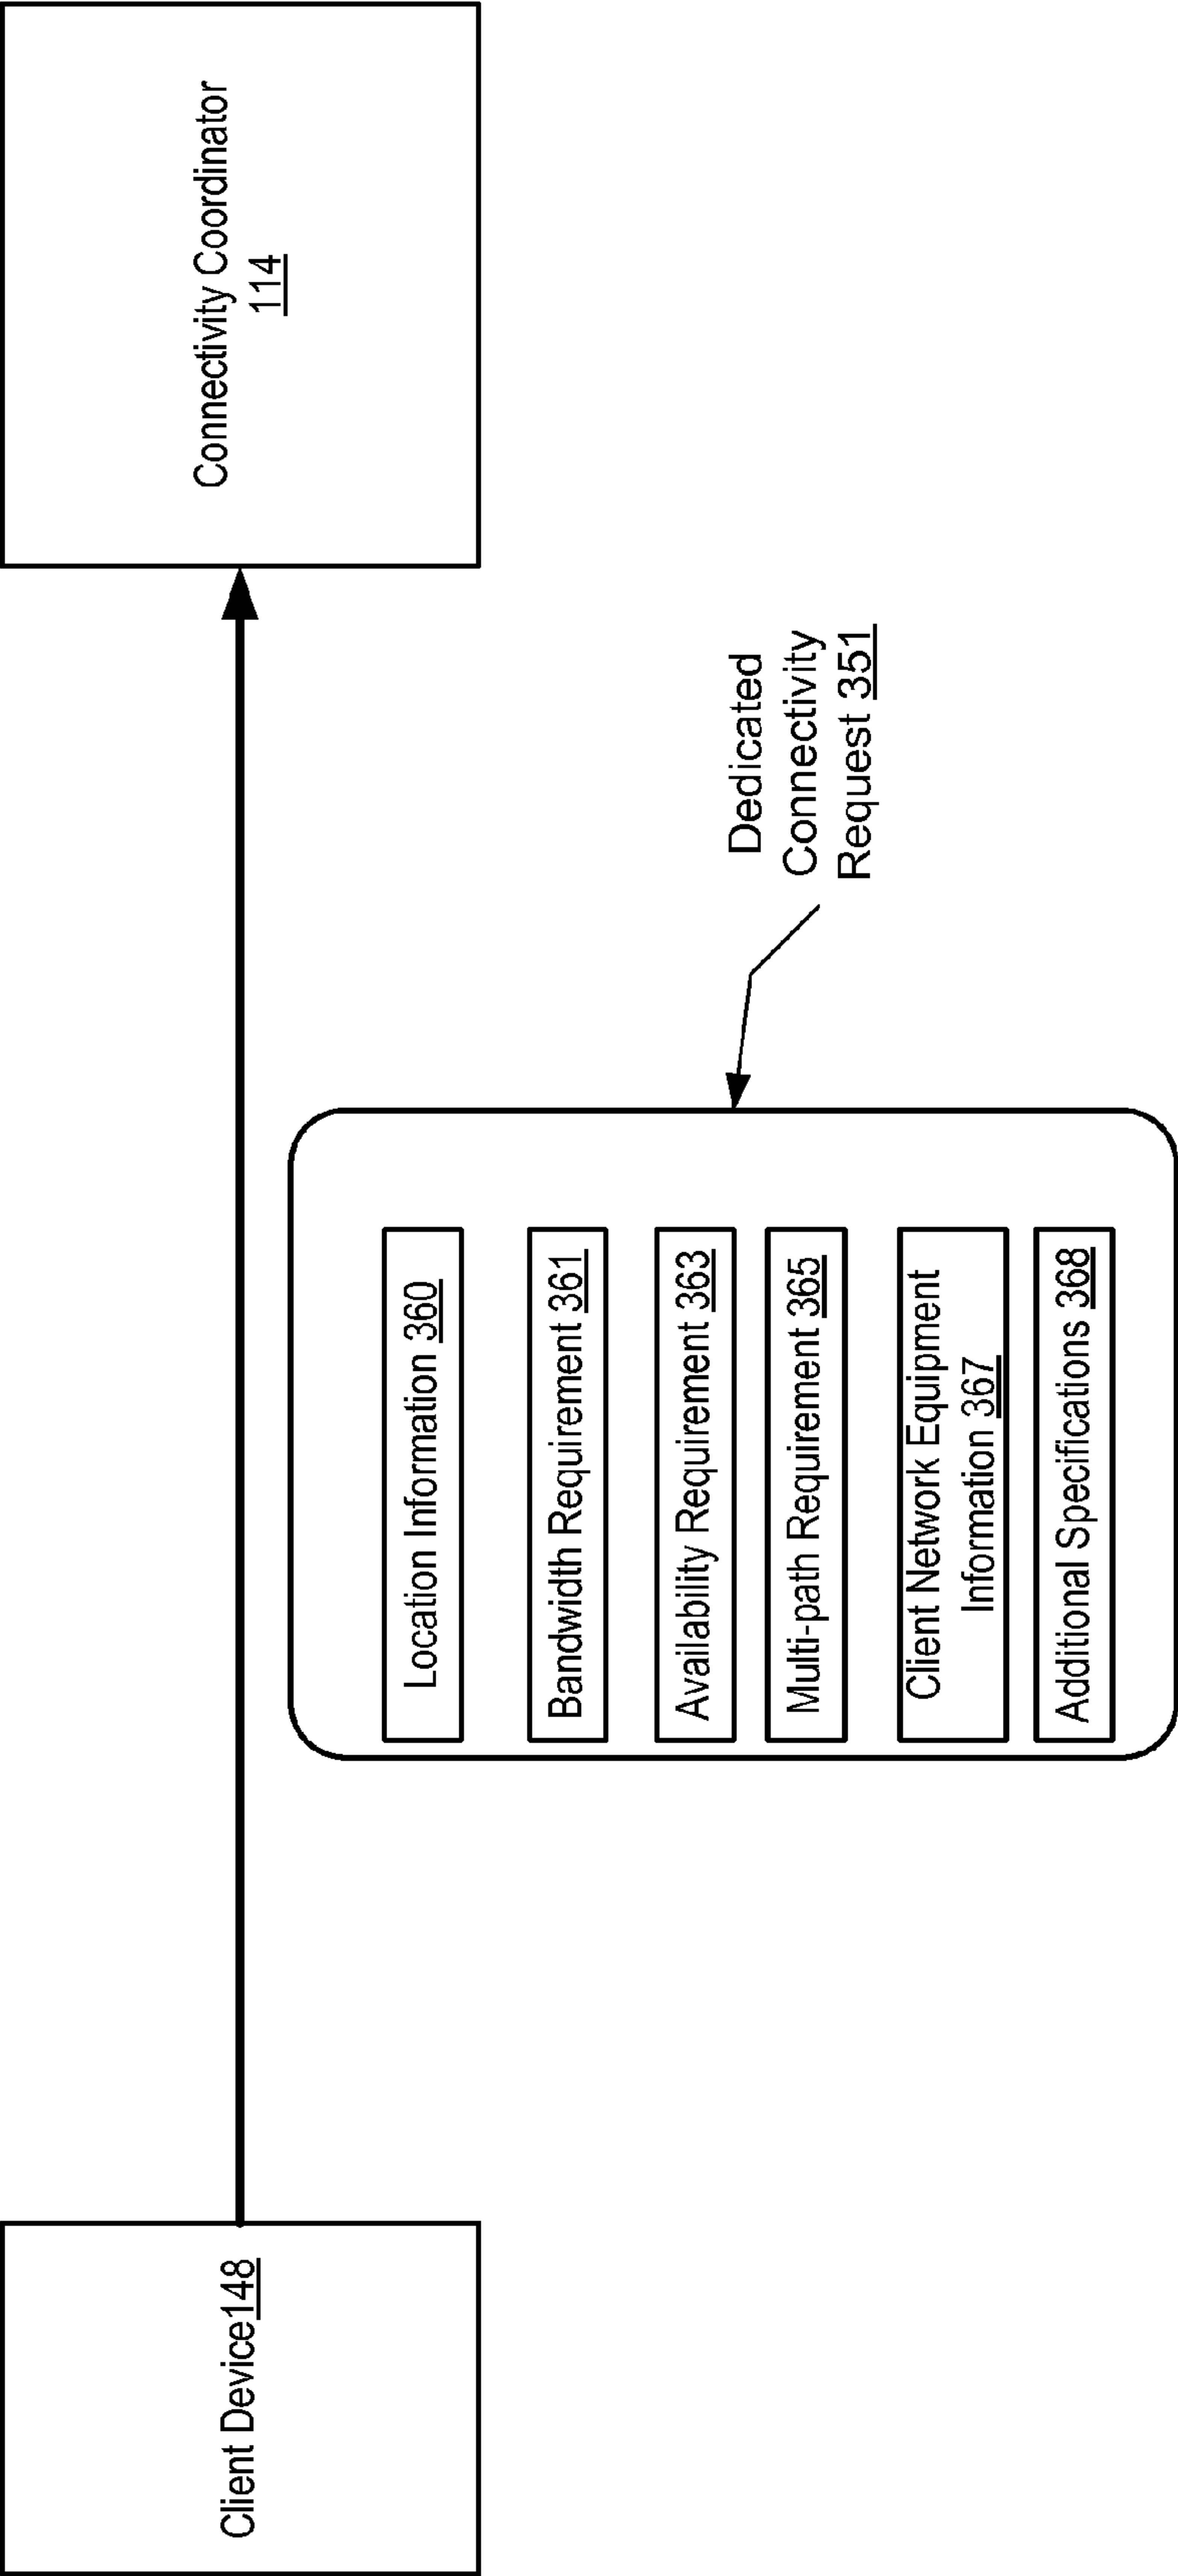 Client Device148
Connectivity Coordinator
114
Location Information 360
Bandwidth Requirement 361
Availability Requirement 363
Multi-path Requirement 365
Client Network Equipment
Information 367
Additional Specifications 368
Dedicated
Connectivity
Request 351